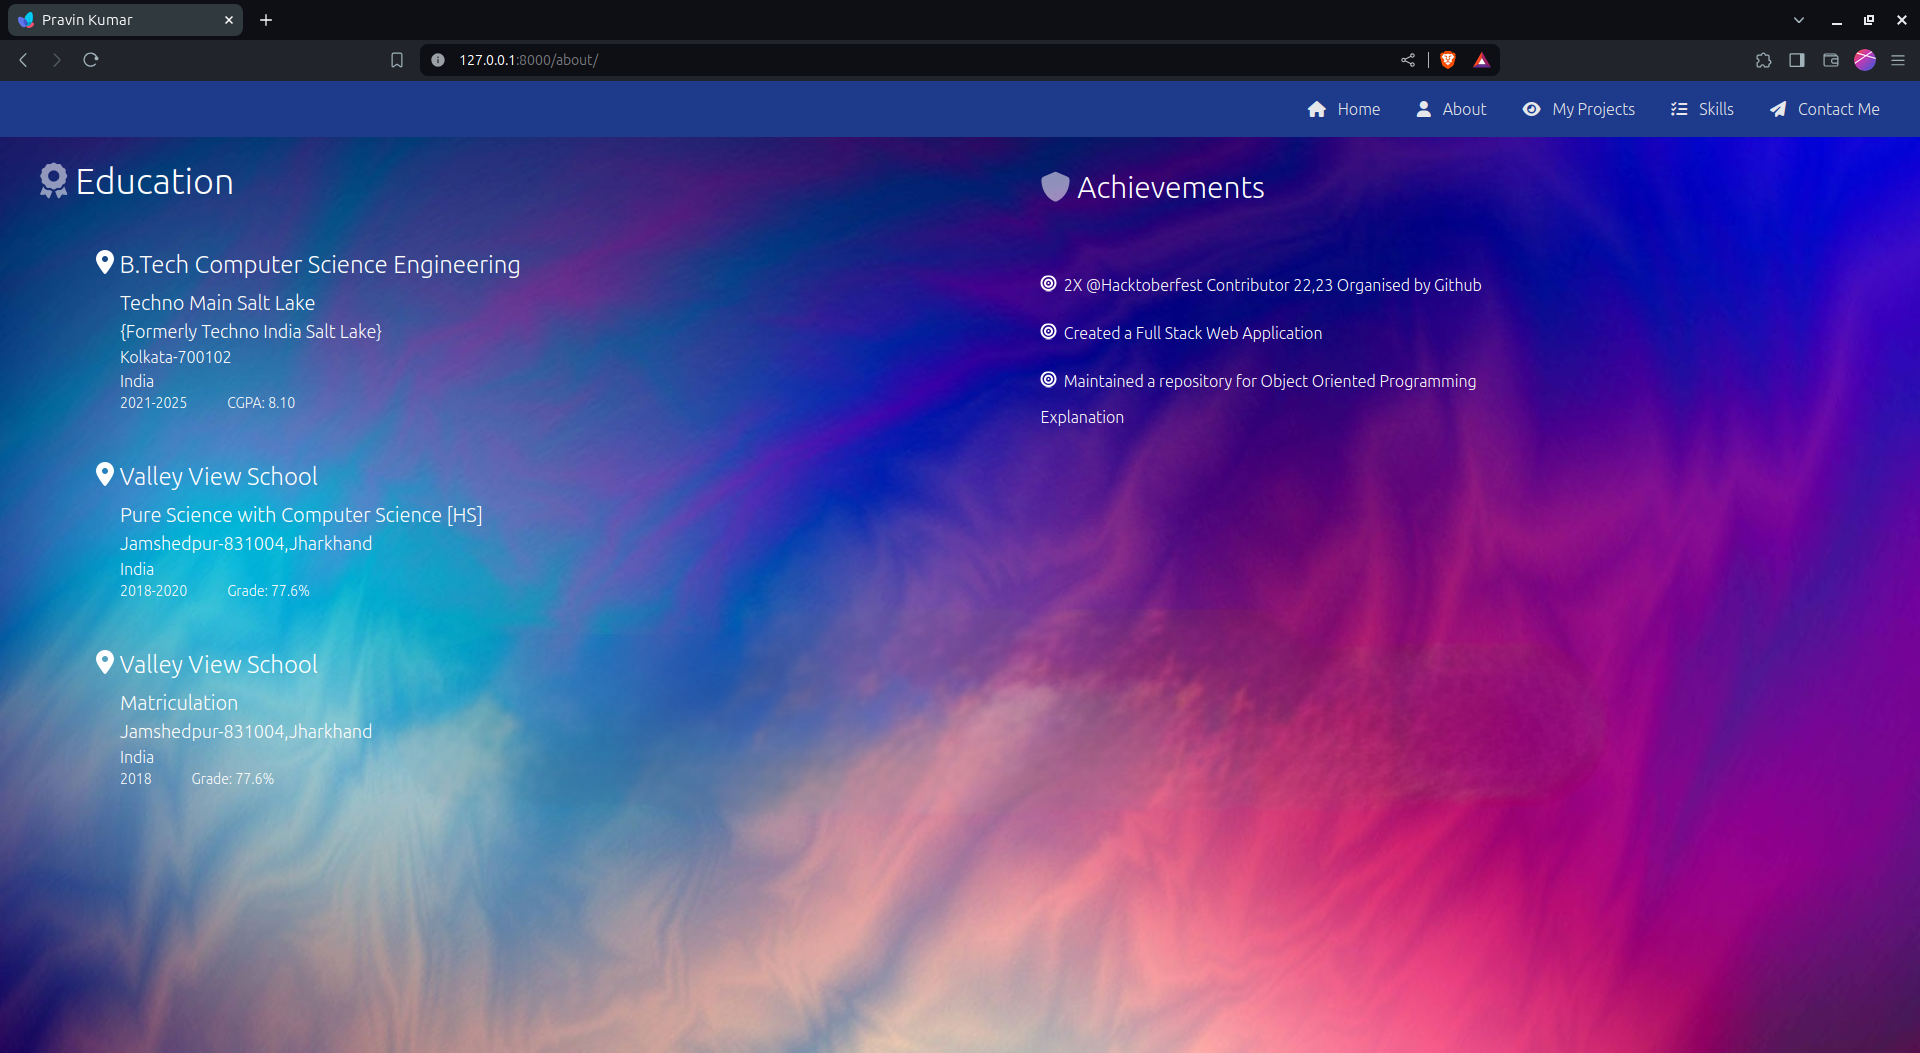 Pravin Kumar
127.0.0.1:8000/about/
Home About My Projects Skills Contact Me
Education
B.Tech Computer Science Engineering
Techno Main Salt Lake
{Formerly Techno India Salt Lake}
Kolkata-700102
India
2021-2025 CGPA: 8.10
Valley View School
Pure Science with Computer Science [HS]
Jamshedpur-831004,Jharkhand
India
2018-2020 Grade: 77.6%
Valley View School
Matriculation
Jamshedpur-831004,Jharkhand
India
2018 Grade: 77.6%
Achievements
2X @Hacktoberfest Contributor 22,23 Organised by Github
Created a Full Stack Web Application
Maintained a repository for Object Oriented Programming
Explanation